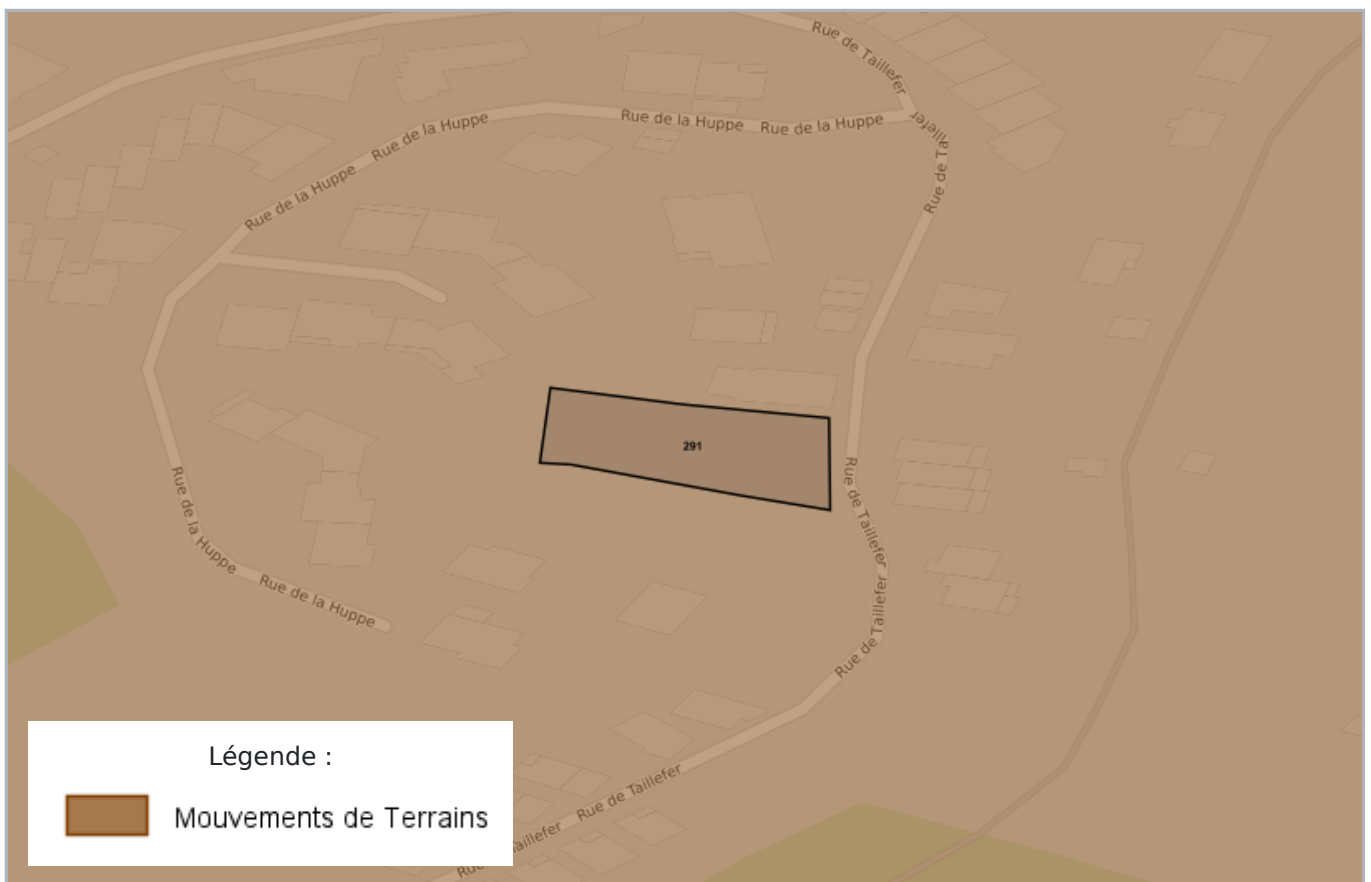 Rue de Taillefer
Rue de la Huppe
Rue de la Huppe
Rue de la Huppe
Taillefer
Rue de Ta
Rue de la Huppe
291
Rue de Taillefer
Rue de la Huppe
Rue de Taillefer
Rue de la Huppe
Rue de Taillefer
Rue de Taillefer
Légende :
Mouvements de Terrains